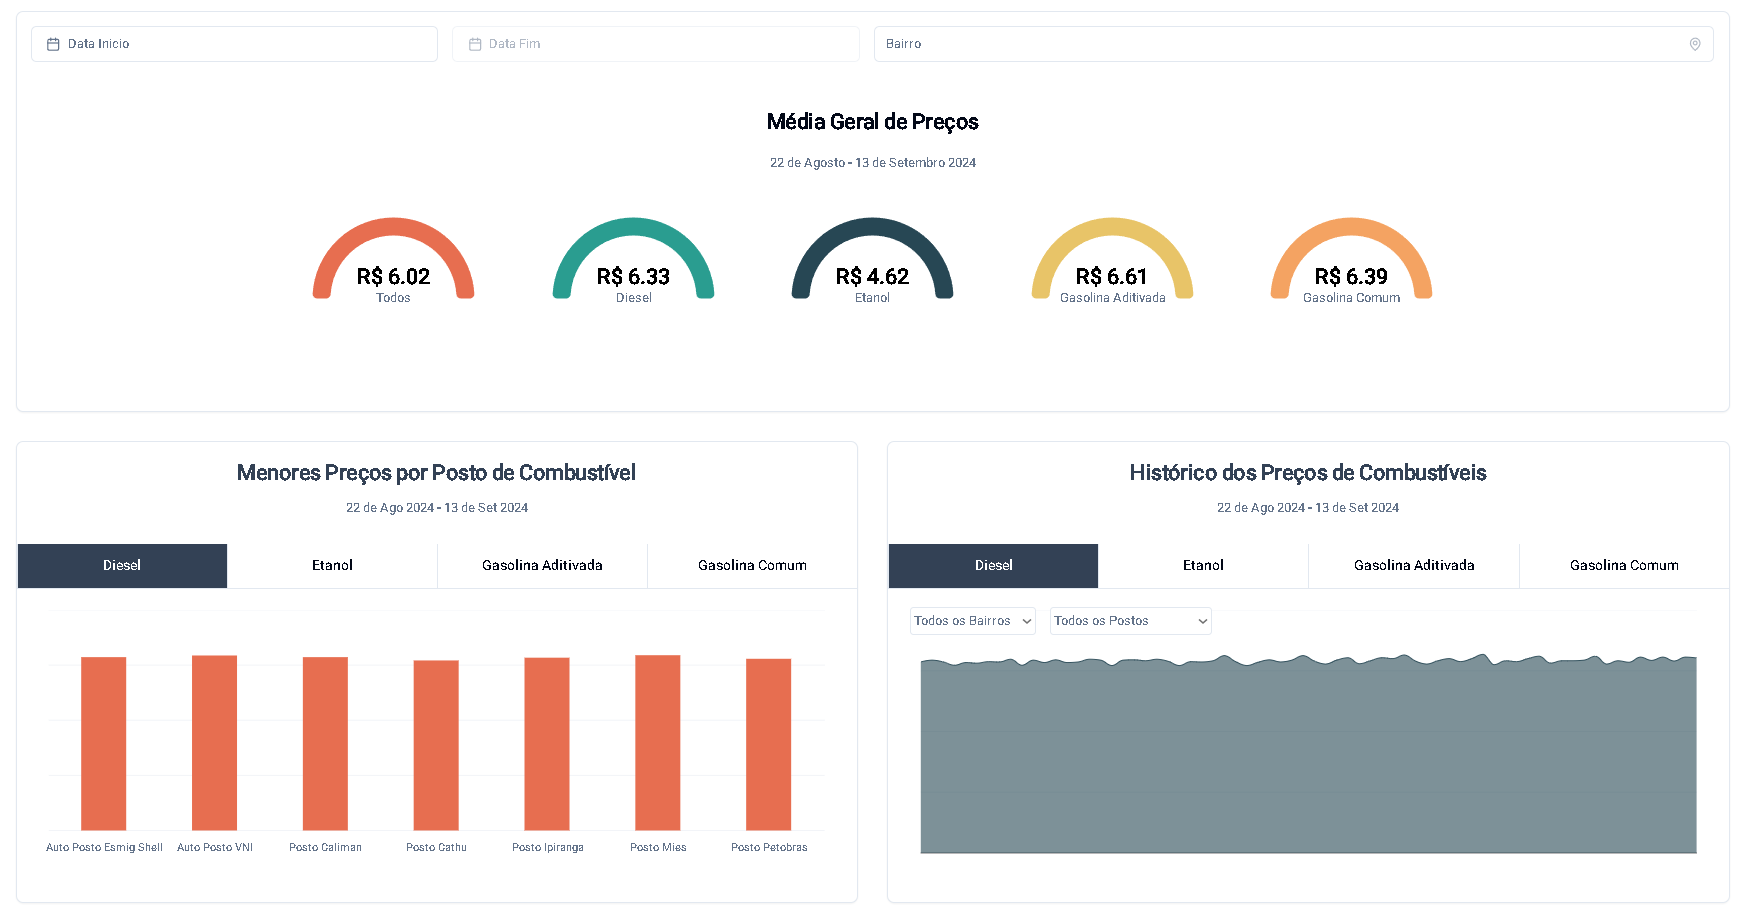 Data Inicio
Data Fim
Bairro
Média Geral de Preços
22 de Agosto - 13 de Setembro 2024
R$ 6.02
Todos
R$ 6.33
Diesel
R$ 4.62
Etanol
R$ 6.61
Gasolina Aditivada
R$ 6.39
Gasolina Comum
Menores Preços por Posto de Combustível
22 de Ago 2024 - 13 de Set 2024
Diesel
Etanol
Gasolina Aditivada
Gasolina Comum
Auto Posto Esmig Shell
Auto Posto VNI
Posto Caliman
Posto Cathu
Posto Ipiranga
Posto Mies
Posto Petobras
Histórico dos Preços de Combustíveis
22 de Ago 2024 - 13 de Set 2024
Diesel
Etanol
Gasolina Aditivada
Gasolina Comum
Todos os Bairros
Todos os Postos